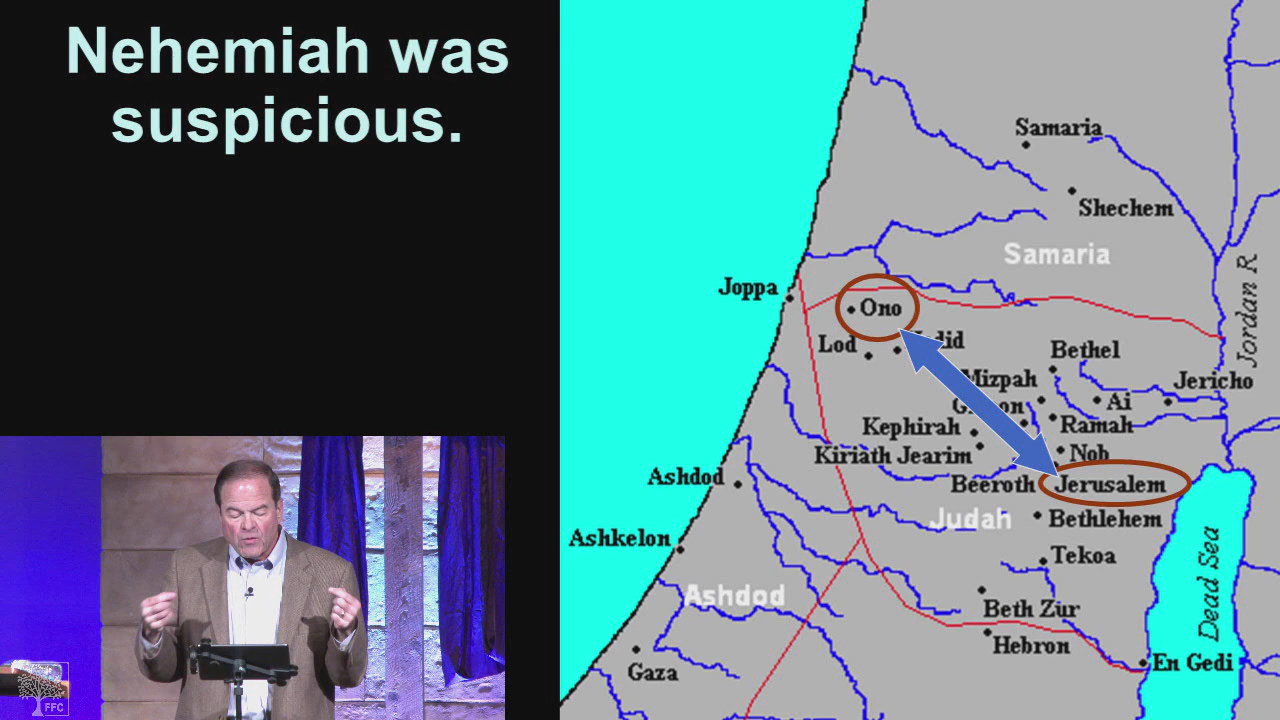 Nehemiah was
suspicious.
Samaria
Shechem
Samaria
Jordan R
Joppa
Ono
Lod
Bethel
Mizpah
Jericho
Ai
Kephirah
Ramah
Kiriath Jearim
Nob
Ashdod
Beeroth
Jerusalem
Judah
Bethlehem
Ashkelon
Tekoa
Dead Sea
Ashdod
Beth Zur
Hebron
Gaza
En Gedi
FFC